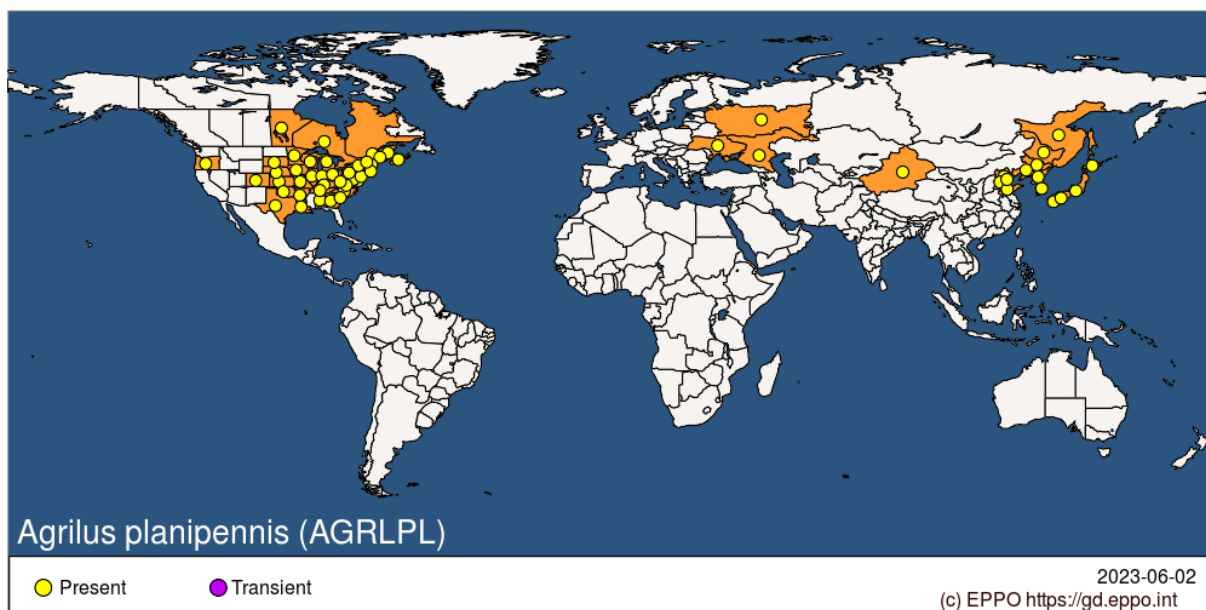 Agrilus planipennis (AGRLPL)
Present
Transient
2023-06-02
(c) EPPO https://gd.eppo.int